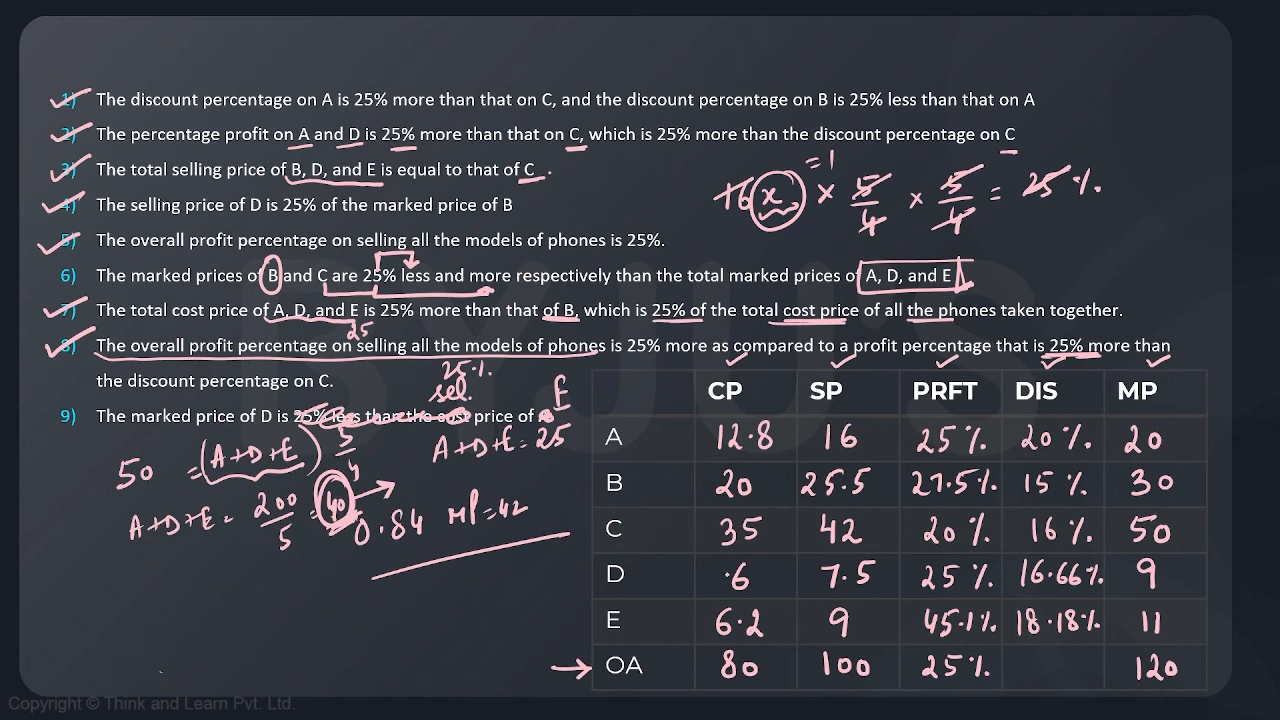 1) The discount percentage on A is 25% more than that on C, and the discount percentage on B is 25% less than that on A
2) The percentage profit on A and D is 25% more than that on C, which is 25% more than the discount percentage on C
3) The total selling price of B, D, and E is equal to that of C.
4) The selling price of D is 25% of the marked price of B
5) The overall profit percentage on selling all the models of phones is 25%.
6) The marked prices of B and C are 25% less and more respectively than the total marked prices of A, D, and E.
7) The total cost price of A, D, and E is 25% more than that of B, which is 25% of the total cost price of all the phones taken together.
8) The overall profit percentage on selling all the models of phones is 25% more as compared to a profit percentage that is 25% more than
the discount percentage on C.
9) The marked price of D is 25% less than the cost price of
=1
16 x × 5/4 × 5/4 = 25%.
25
25%
sel.
E
50 = (A+D+E) 5/4
A+D+E = 25
A+D+E = 200/5 = 40
0.84 MP=42
CP SP PRFT DIS MP
A 12.8 16 25% 20%. 20
B 20 25.5 27.5%. 15% 30
C 35 42 20% 16%. 50
D .6 7.5 25%. 16.66%. 9
E 6.2 9 45.1%. 18.18%. 11
OA 80 100 25%. 120
BYJU'S
Copyright © Think and Learn Pvt. Ltd.